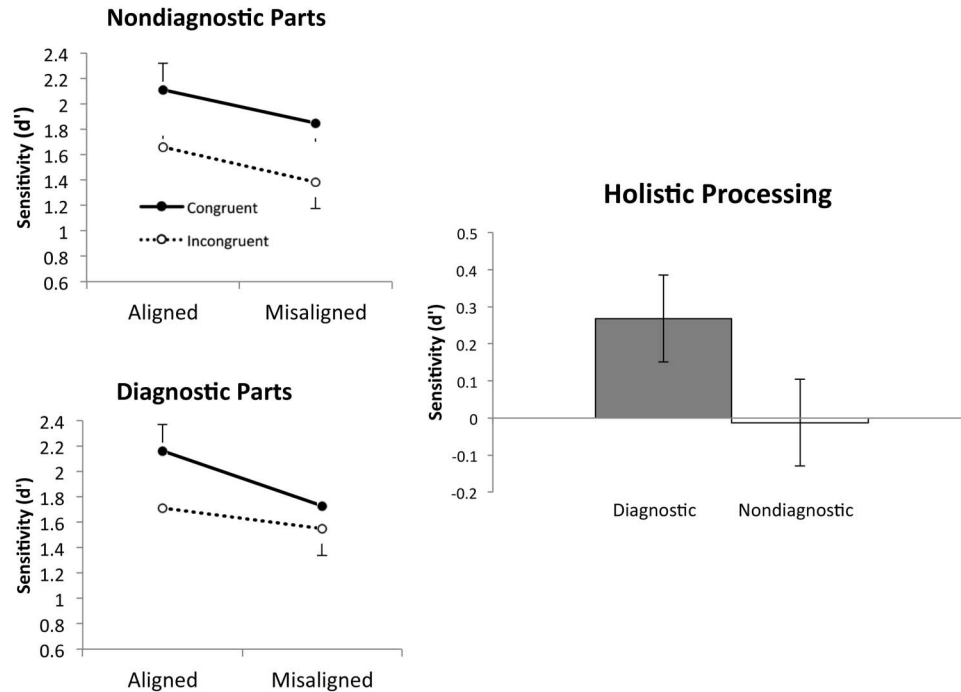 Nondiagnostic Parts
Sensitivity (d')
2.4
2.2
2
1.8
1.6
1.4
1.2
1
0.8
0.6
Congruent
Incongruent
Aligned Misaligned
Diagnostic Parts
Sensitivity (d')
2.4
2.2
2
1.8
1.6
1.4
1.2
1
0.8
0.6
Aligned Misaligned
Holistic Processing
Sensitivity (d')
0.5
0.4
0.3
0.2
0.1
0
-0.1
-0.2
Diagnostic Nondiagnostic